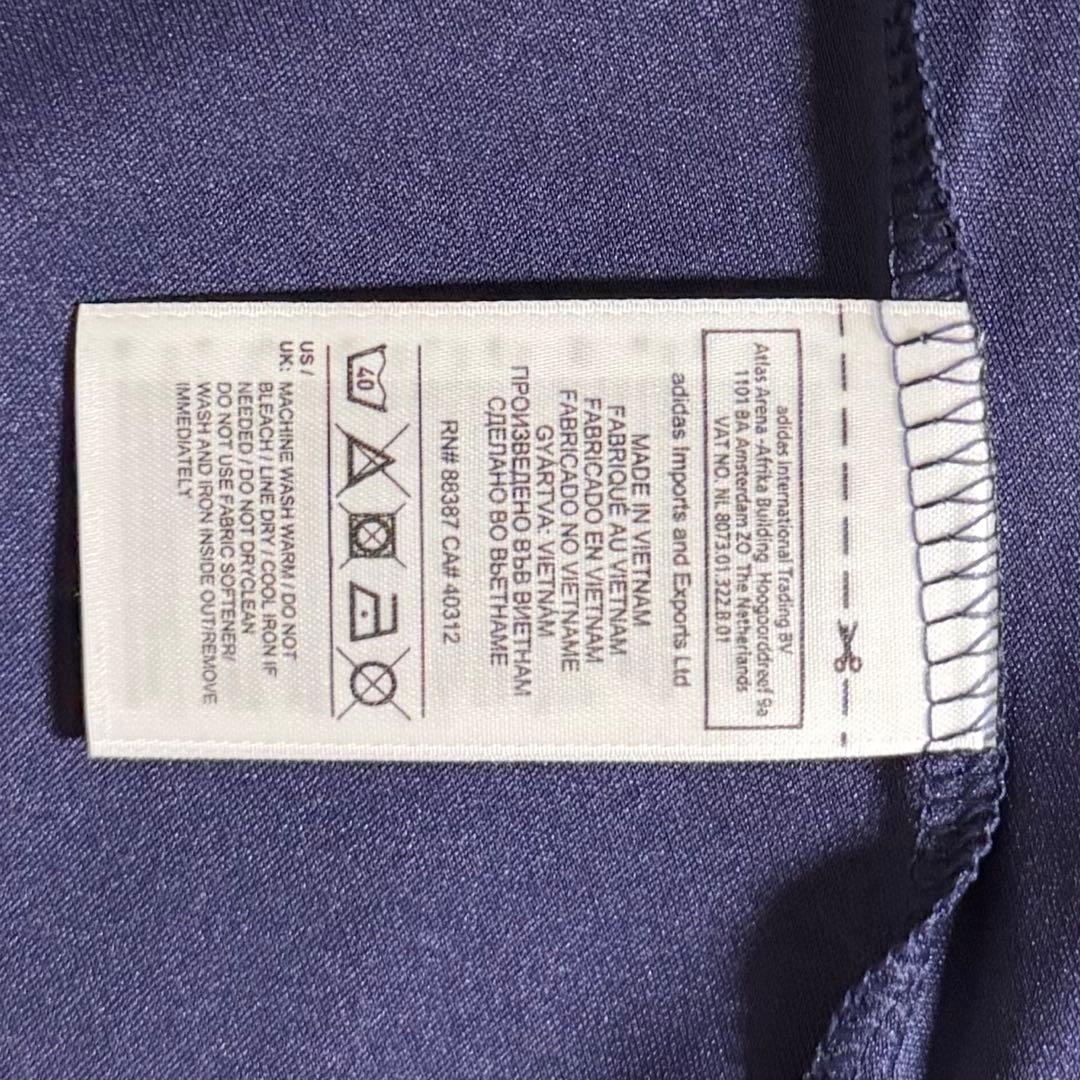 adidas International Trading BV
Atlas Arena -Afrika Building Hoogoorddreef 9a
1101 BA Amsterdam ZO The Netherlands
VAT NO. NL 8073.01.322.B.01
adidas Imports and Exports Ltd
MADE IN VIETNAM
FABRIQUÉ AU VIETNAM
FABRICADO EN VIETNAM
FABRICADO NO VIETNAME
GYÁRTVA: VIETNÁM
ПРОИЗВЕДЕНО ВЪВ ВИЕТНАМ
СДЕЛАНО ВО ВЬЕТНАМЕ
RN# 88387 CA# 40312
40
US /
UK: MACHINE WASH WARM / DO NOT
BLEACH / LINE DRY / COOL IRON IF
NEEDED / DO NOT DRYCLEAN
DO NOT USE FABRIC SOFTENER/
WASH AND IRON INSIDE OUT/REMOVE
IMMEDIATELY